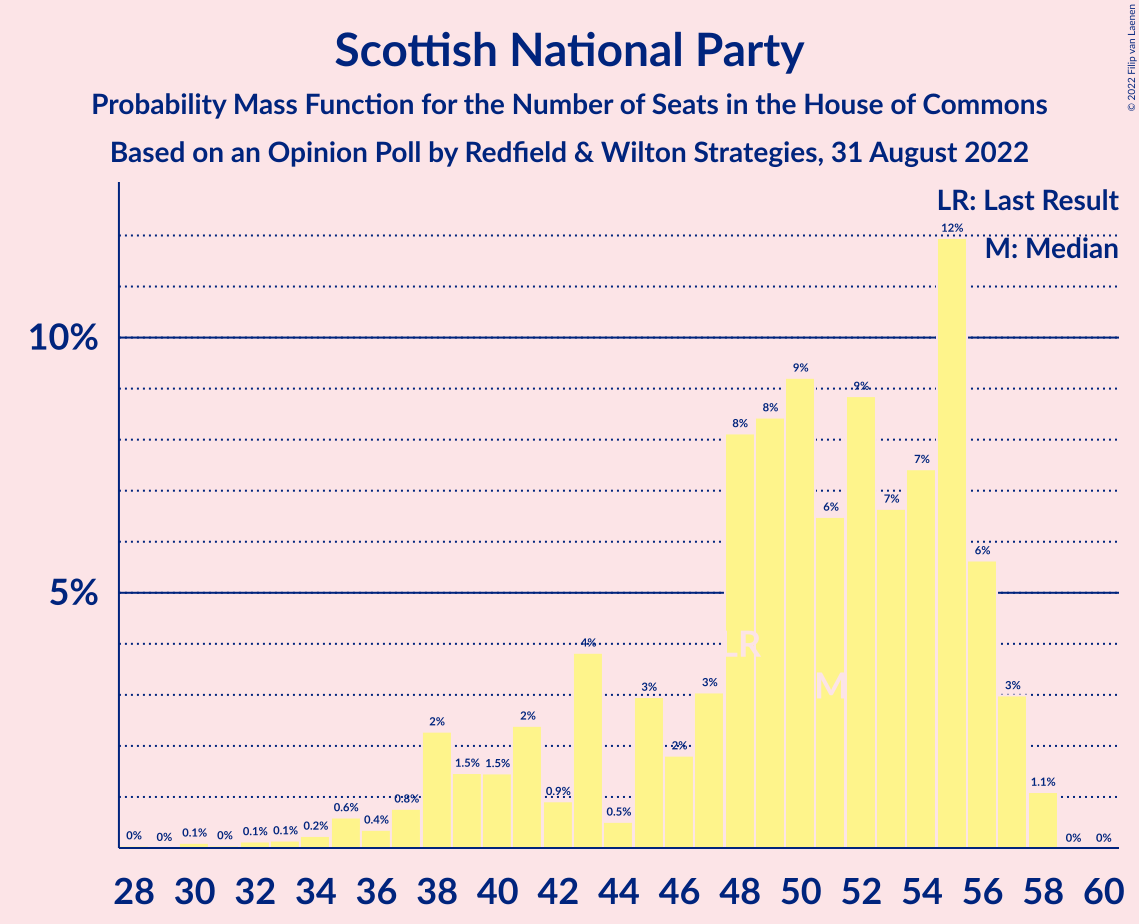 Scottish National Party
Probability Mass Function for the Number of Seats in the House of Commons
Based on an Opinion Poll by Redfield & Wilton Strategies, 31 August 2022
© 2022 Filip van Laenen
LR: Last Result
M: Median
10%
5%
0% 0% 0.1% 0% 0.1% 0.1% 0.2% 0.6% 0.4% 0.8% 2% 1.5% 1.5% 2% 0.9% 4% 0.5% 3% 2% 3% 8% 8% 9% 6% 9% 7% 7% 12% 6% 3% 1.1% 0% 0%
LR
M
28 30 32 34 36 38 40 42 44 46 48 50 52 54 56 58 60